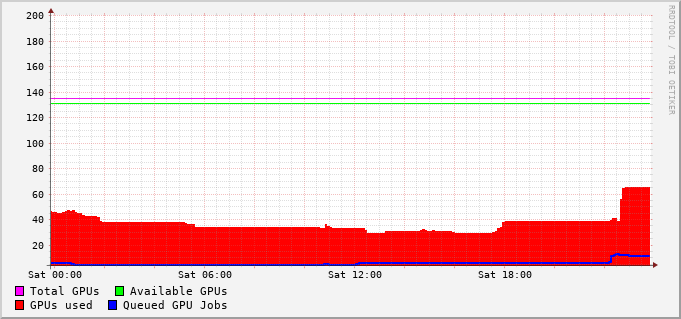 200
180
160
140
120
100
80
60
40
20
Sat 00:00 Sat 06:00 Sat 12:00 Sat 18:00
Total GPUs Available GPUs
GPUs used Queued GPU Jobs
RRDTOOL / TOBI OETIKER